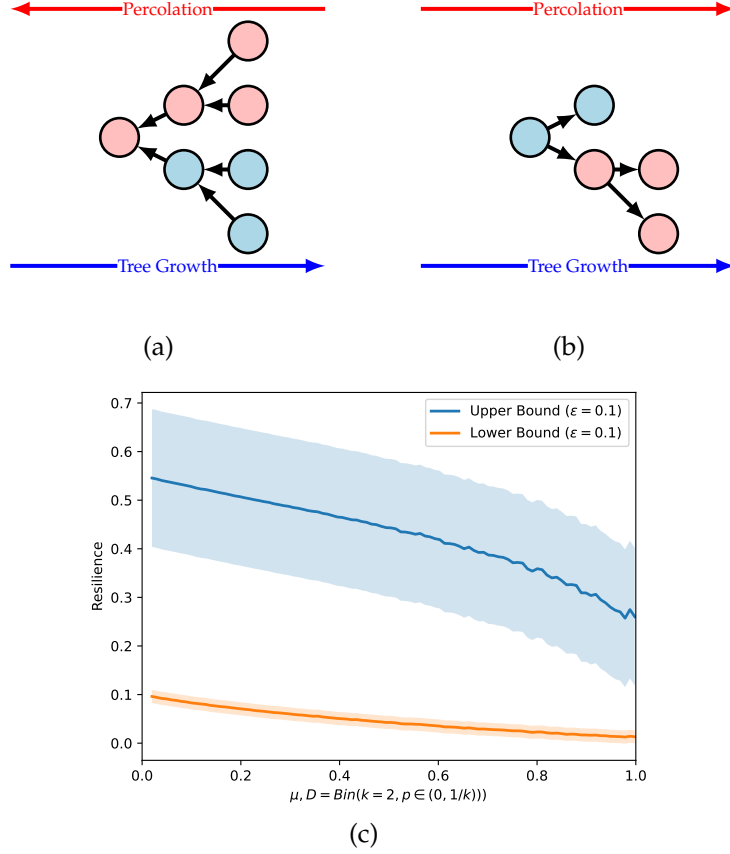 Percolation
Percolation
Tree Growth
Tree Growth
(a)
(b)
Upper Bound (ε = 0.1)
Lower Bound (ε = 0.1)
0.7
0.6
0.5
0.4
0.3
0.2
0.1
0.0
Resilience
0.0 0.2 0.4 0.6 0.8 1.0
μ, D = Bin(k = 2, p ∈ (0, 1/k)))
(c)